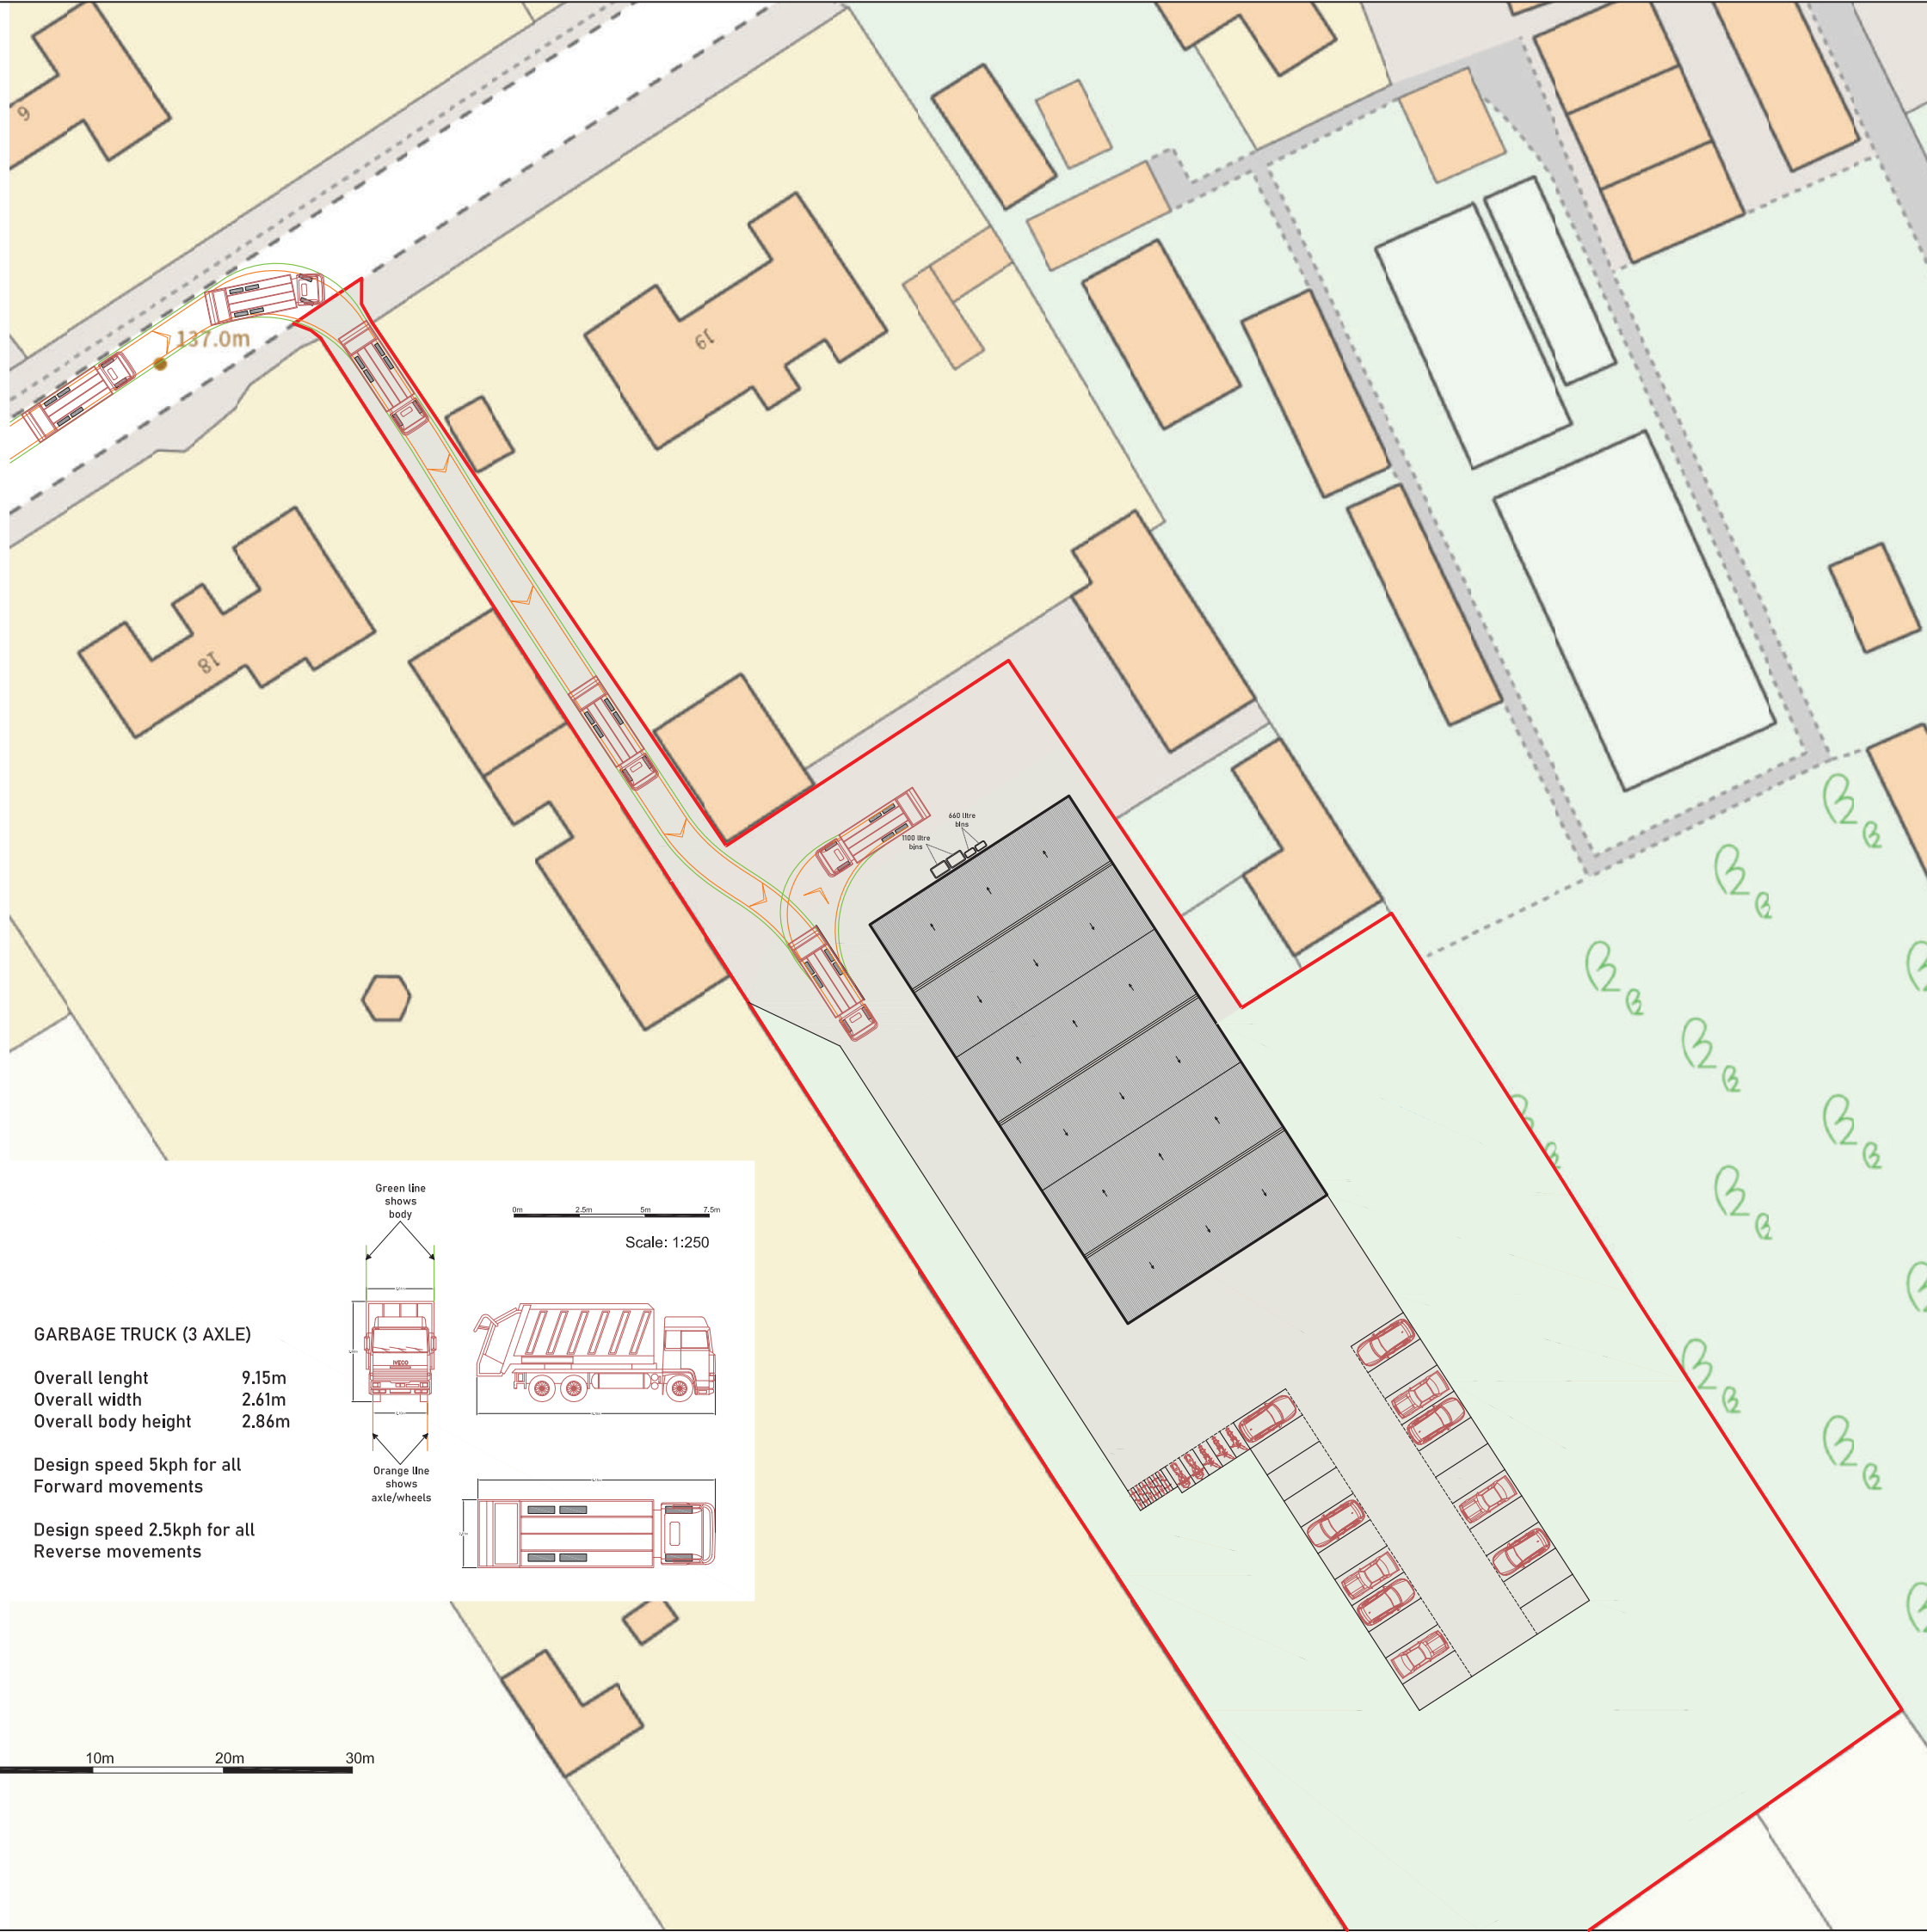 9
137.0m
19
18
660 litre
bins
1100 litre
bins
Green line
shows
body
0m 2.5m 5m 7.5m
Scale: 1:250
IVECO
GARBAGE TRUCK (3 AXLE)
Overall lenght 9.15m
Overall width 2.61m
Overall body height 2.86m
Design speed 5kph for all
Forward movements
Design speed 2.5kph for all
Reverse movements
Orange line
shows
axle/wheels
10m 20m 30m